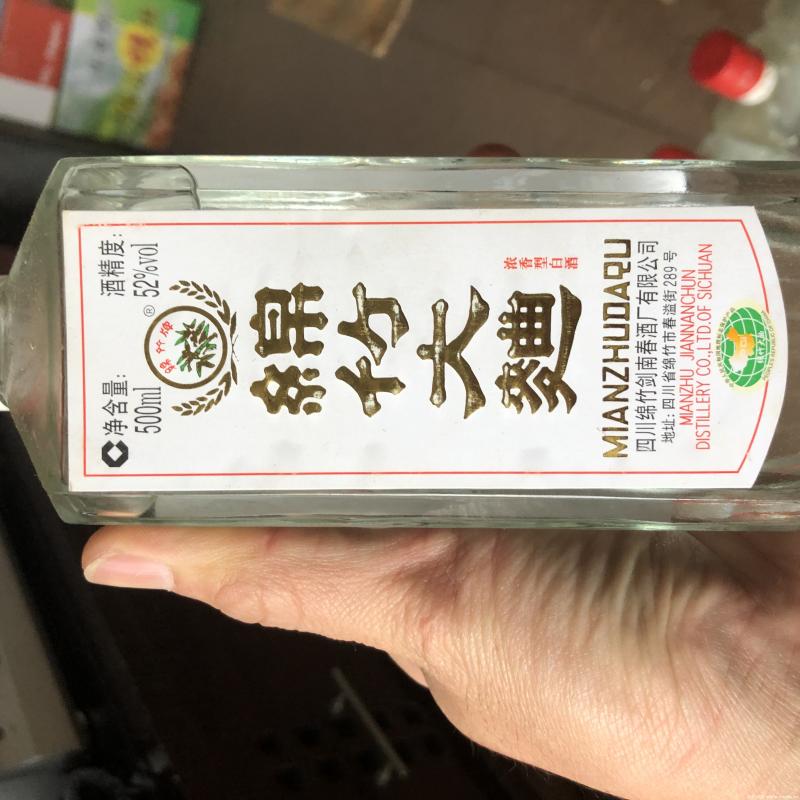 净含量:
500ml
酒精度:
52%vol
®
绵竹牌
綿竹大麯
浓香型白酒
MIANZHUDAQU
四川绵竹剑南春酒厂有限公司
地址: 四川省绵竹市春溢街289号
MIANZHU JIANNANCHUN
DISTILLERY CO.,LTD.OF SICHUAN